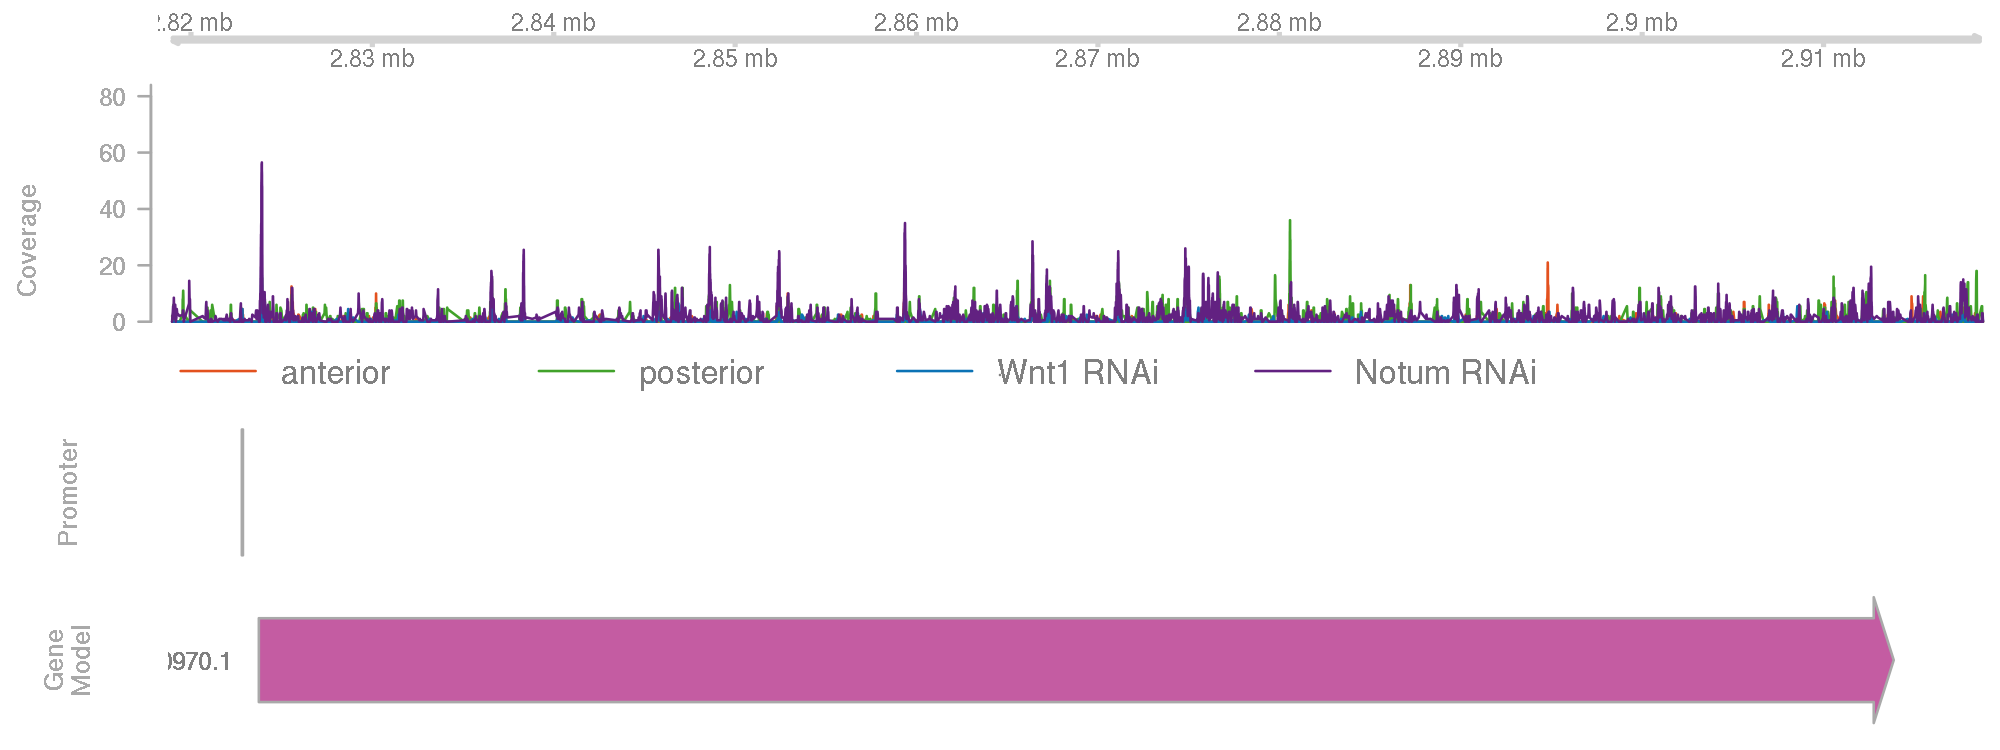 .82 mb 2.84 mb 2.86 mb 2.88 mb 2.9 mb
2.83 mb 2.85 mb 2.87 mb 2.89 mb 2.91 mb
Coverage
80
60
40
20
0
anterior posterior Wnt1 RNAi Notum RNAi
Promoter
Gene
Model
970.1